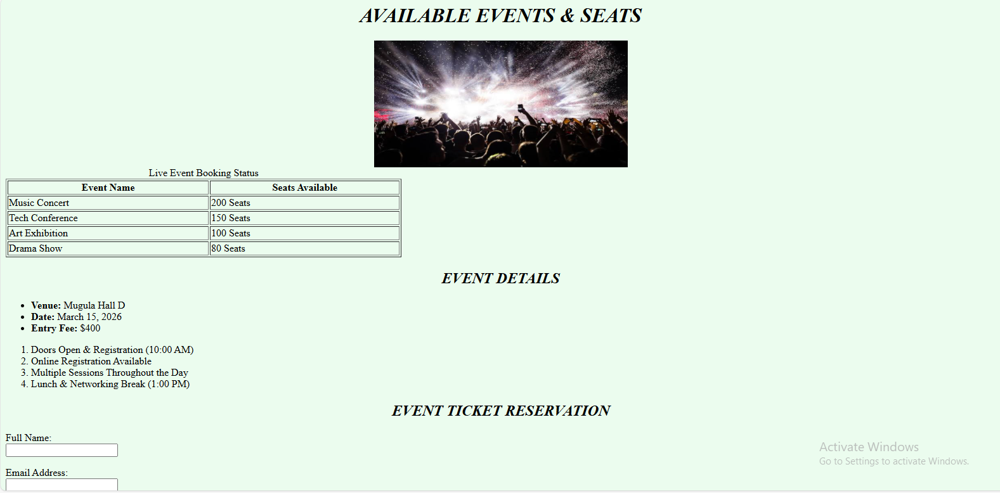 AVAILABLE EVENTS & SEATS
Live Event Booking Status
Event Name Seats Available
Music Concert 200 Seats
Tech Conference 150 Seats
Art Exhibition 100 Seats
Drama Show 80 Seats
EVENT DETAILS
• Venue: Mugula Hall D
• Date: March 15, 2026
• Entry Fee: $400
1. Doors Open & Registration (10:00 AM)
2. Online Registration Available
3. Multiple Sessions Throughout the Day
4. Lunch & Networking Break (1:00 PM)
EVENT TICKET RESERVATION
Full Name:
Email Address:
Activate Windows
Go to Settings to activate Windows.